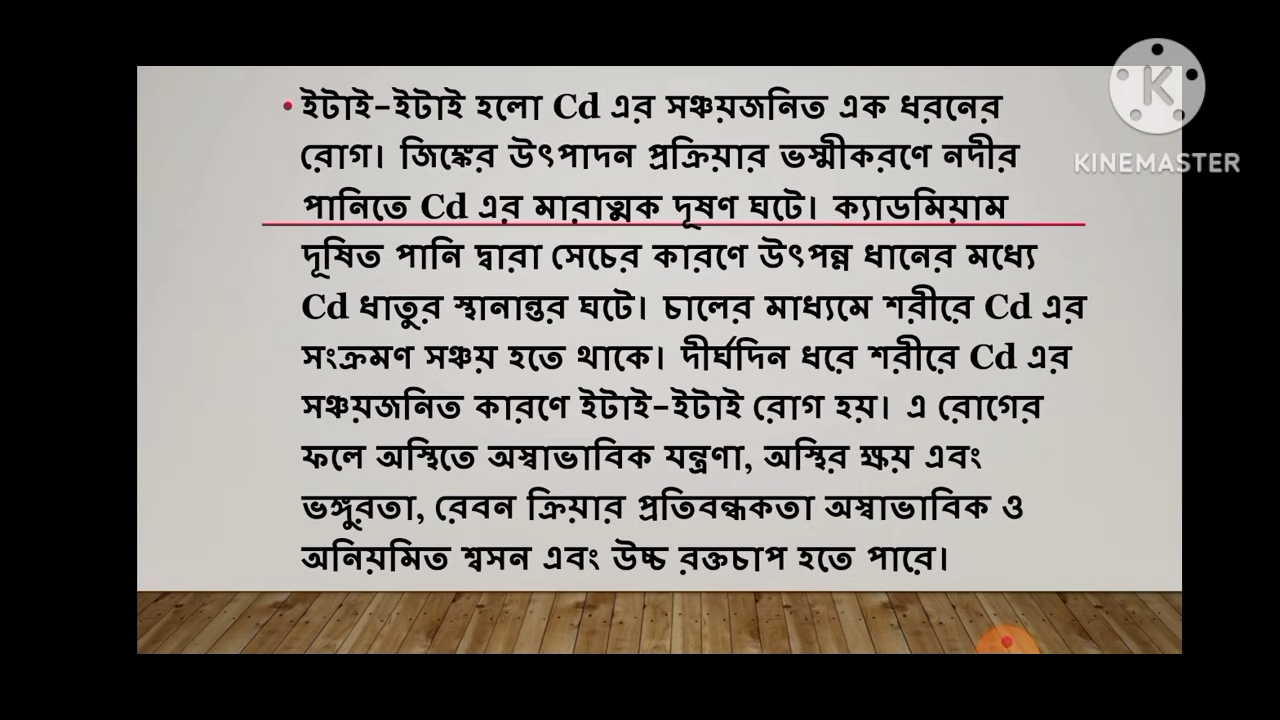 • ইটাই-ইটাই হলো Cd এর সঞ্চয়জনিত এক ধরনের
রোগ। জিঙ্কের উৎপাদন প্রক্রিয়ার ভস্মীকরণে নদীর
পানিতে Cd এর মারাত্মক দূষণ ঘটে। ক্যাডমিয়াম
দূষিত পানি দ্বারা সেচের কারণে উৎপন্ন ধানের মধ্যে
Cd ধাতুর স্থানান্তর ঘটে। চালের মাধ্যমে শরীরে Cd এর
সংক্রমণ সঞ্চয় হতে থাকে। দীর্ঘদিন ধরে শরীরে Cd এর
সঞ্চয়জনিত কারণে ইটাই-ইটাই রোগ হয়। এ রোগের
ফলে অস্থিতে অস্বাভাবিক যন্ত্রণা, অস্থির ক্ষয় এবং
ভঙ্গুরতা, রেবন ক্রিয়ার প্রতিবন্ধকতা অস্বাভাবিক ও
অনিয়মিত শ্বসন এবং উচ্চ রক্তচাপ হতে পারে।
K
KINEMASTER